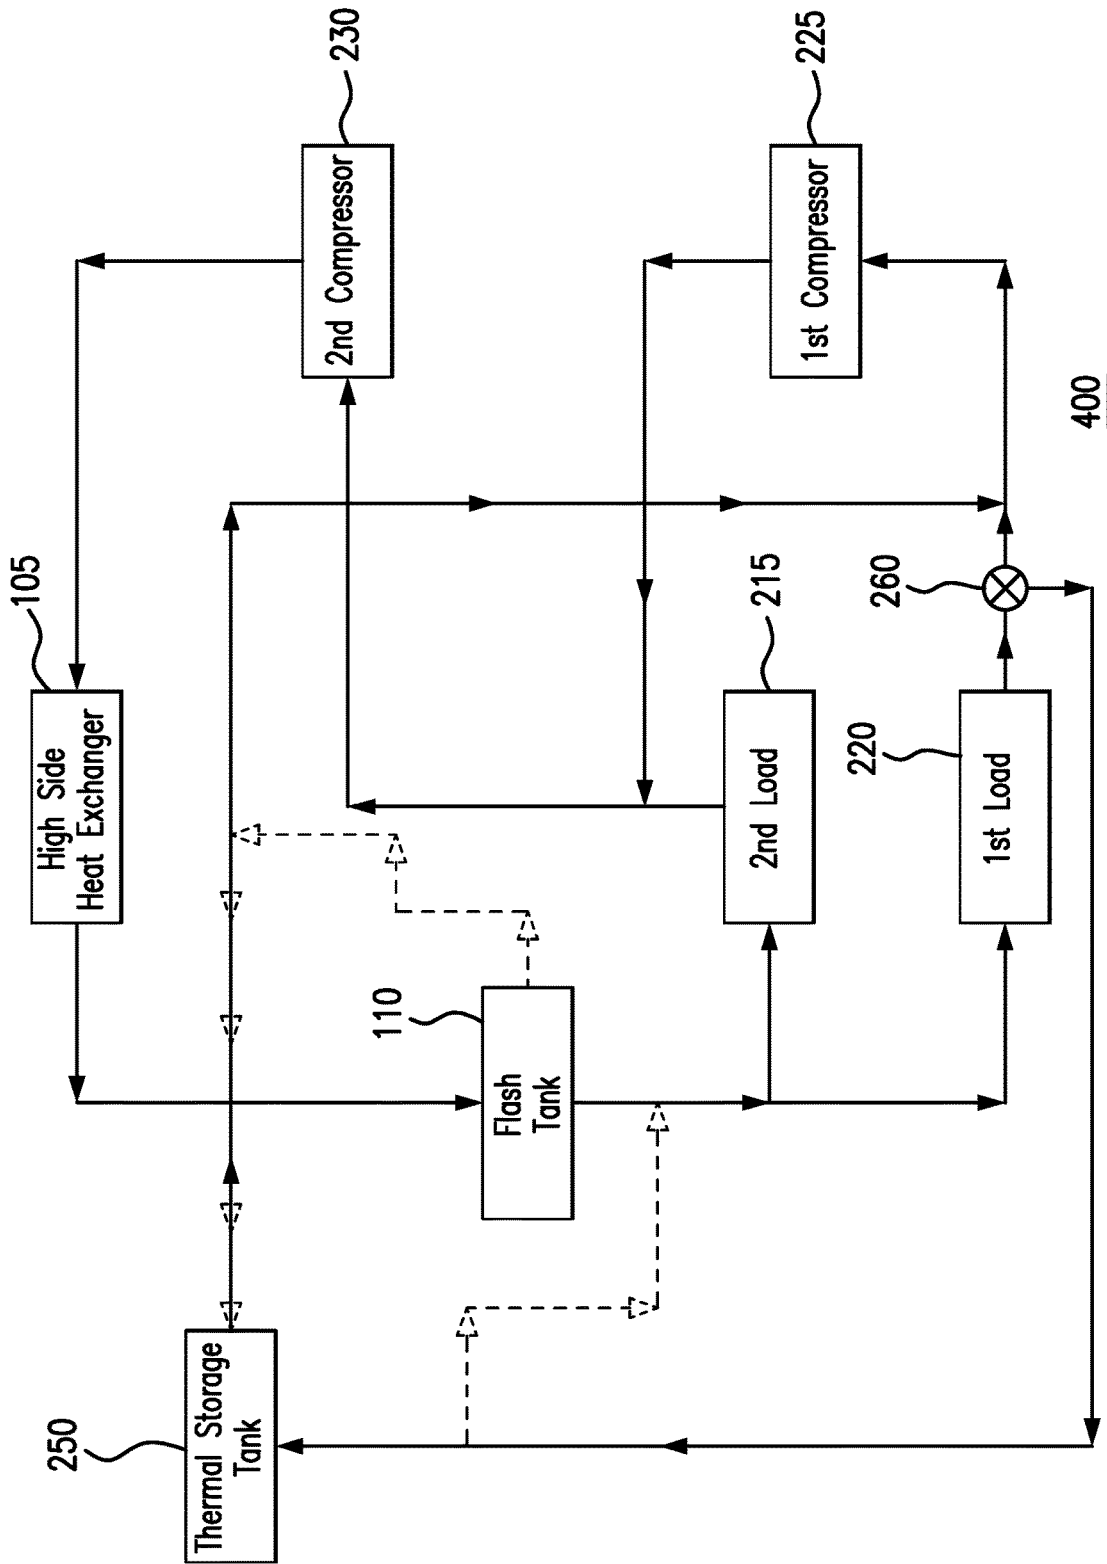 250
Thermal Storage
Tank
105
High Side
Heat Exchanger
230
2nd Compressor
110
Flash
Tank
215
2nd Load
225
1st Compressor
220
1st Load
260
400